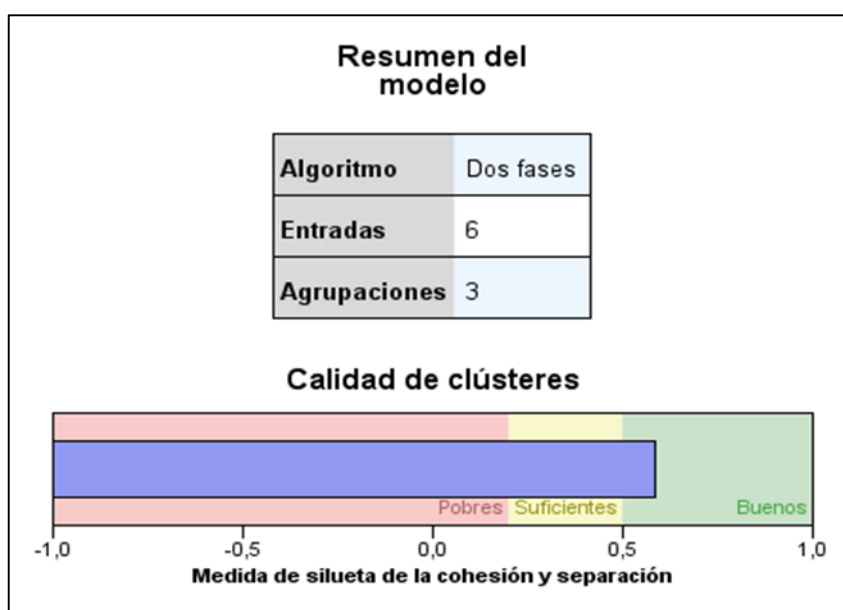 Resumen del
modelo
Algoritmo Dos fases
Entradas 6
Agrupaciones 3
Calidad de clústeres
Pobres Suficientes Buenos
-1,0 -0,5 0,0 0,5 1,0
Medida de silueta de la cohesión y separación